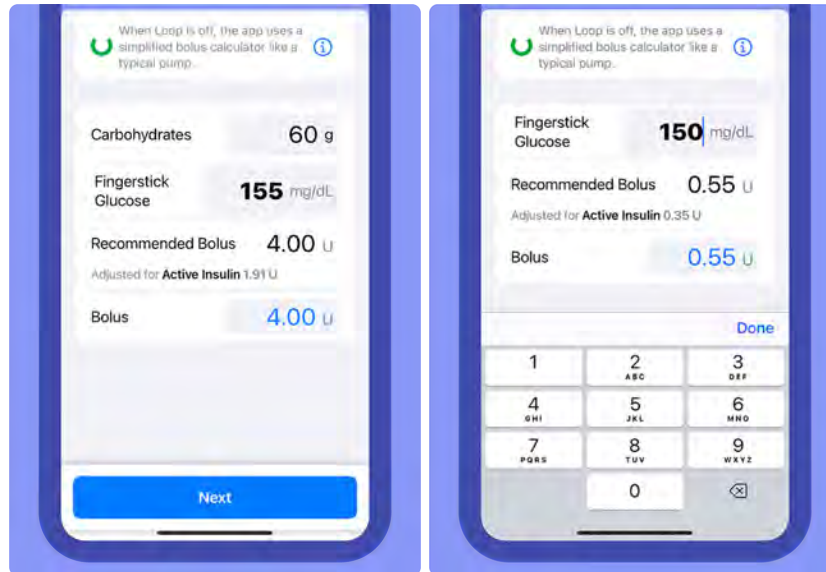 When Loop is off, the app uses a
simplified bolus calculator like a
typical pump.
Carbohydrates 60 g
Fingerstick
Glucose 155 mg/dL
Recommended Bolus 4.00 U
Adjusted for Active Insulin 1.91 U
Bolus 4.00 U
Next
When Loop is off, the app uses a
simplified bolus calculator like a
typical pump.
Fingerstick
Glucose 150 mg/dL
Recommended Bolus 0.55 U
Adjusted for Active Insulin 0.35 U
Bolus 0.55 U
Done
1 2 3
ABC DEF
4 5 6
GHI JKL MNO
7 8 9
PQRS TUV WXYZ
0